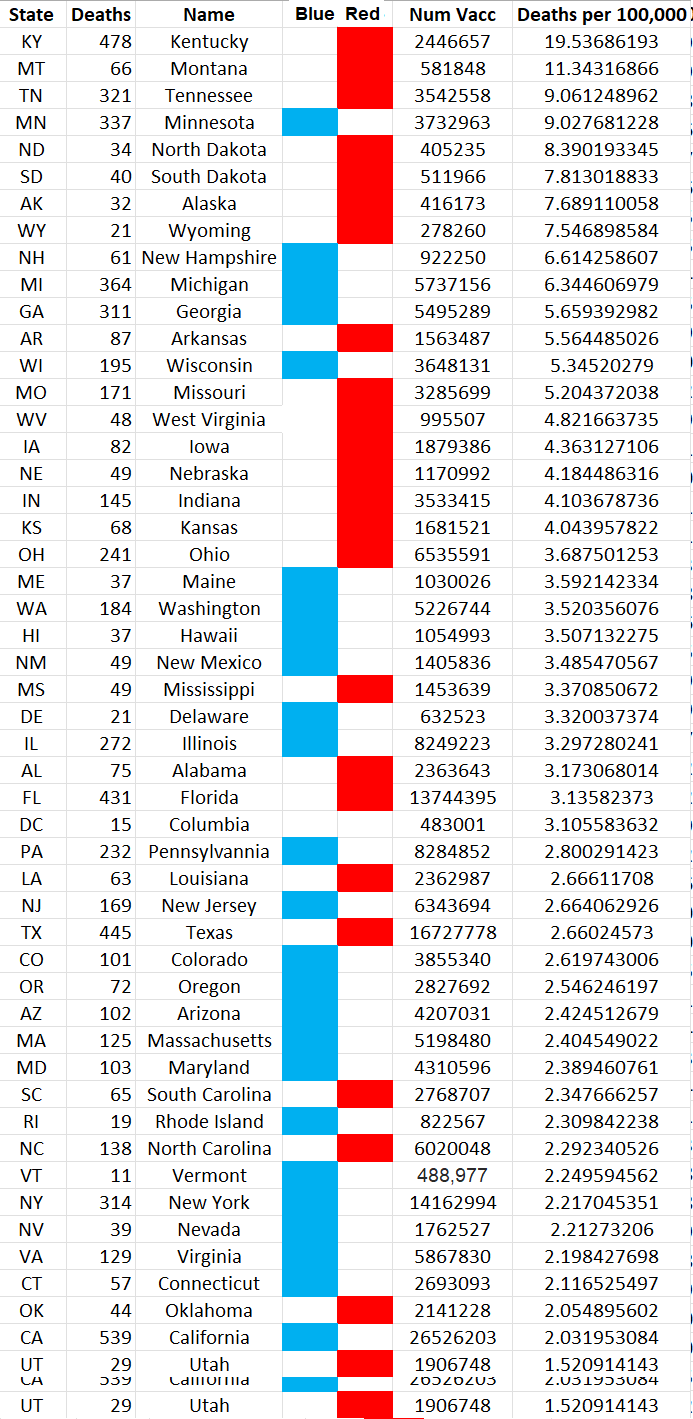 State Deaths Name Blue Red Num Vacc Deaths per 100,000
KY 478 Kentucky 2446657 19.53686193
MT 66 Montana 581848 11.34316866
TN 321 Tennessee 3542558 9.061248962
MN 337 Minnesota 3732963 9.027681228
ND 34 North Dakota 405235 8.390193345
SD 40 South Dakota 511966 7.813018833
AK 32 Alaska 416173 7.689110058
WY 21 Wyoming 278260 7.546898584
NH 61 New Hampshire 922250 6.614258607
MI 364 Michigan 5737156 6.344606979
GA 311 Georgia 5495289 5.659392982
AR 87 Arkansas 1563487 5.564485026
WI 195 Wisconsin 3648131 5.34520279
MO 171 Missouri 3285699 5.204372038
WV 48 West Virginia 995507 4.821663735
IA 82 Iowa 1879386 4.363127106
NE 49 Nebraska 1170992 4.184486316
IN 145 Indiana 3533415 4.103678736
KS 68 Kansas 1681521 4.043957822
OH 241 Ohio 6535591 3.687501253
ME 37 Maine 1030026 3.592142334
WA 184 Washington 5226744 3.520356076
HI 37 Hawaii 1054993 3.507132275
NM 49 New Mexico 1405836 3.485470567
MS 49 Mississippi 1453639 3.370850672
DE 21 Delaware 632523 3.320037374
IL 272 Illinois 8249223 3.297280241
AL 75 Alabama 2363643 3.173068014
FL 431 Florida 13744395 3.13582373
DC 15 Columbia 483001 3.105583632
PA 232 Pennsylvannia 8284852 2.800291423
LA 63 Louisiana 2362987 2.66611708
NJ 169 New Jersey 6343694 2.664062926
TX 445 Texas 16727778 2.66024573
CO 101 Colorado 3855340 2.619743006
OR 72 Oregon 2827692 2.546246197
AZ 102 Arizona 4207031 2.424512679
MA 125 Massachusetts 5198480 2.404549022
MD 103 Maryland 4310596 2.389460761
SC 65 South Carolina 2768707 2.347666257
RI 19 Rhode Island 822567 2.309842238
NC 138 North Carolina 6020048 2.292340526
VT 11 Vermont 488,977 2.249594562
NY 314 New York 14162994 2.217045351
NV 39 Nevada 1762527 2.21273206
VA 129 Virginia 5867830 2.198427698
CT 57 Connecticut 2693093 2.116525497
OK 44 Oklahoma 2141228 2.054895602
CA 539 California 26526203 2.031953084
UT 29 Utah 1906748 1.520914143
CA 539 California 26526203 2.031953084
UT 29 Utah 1906748 1.520914143